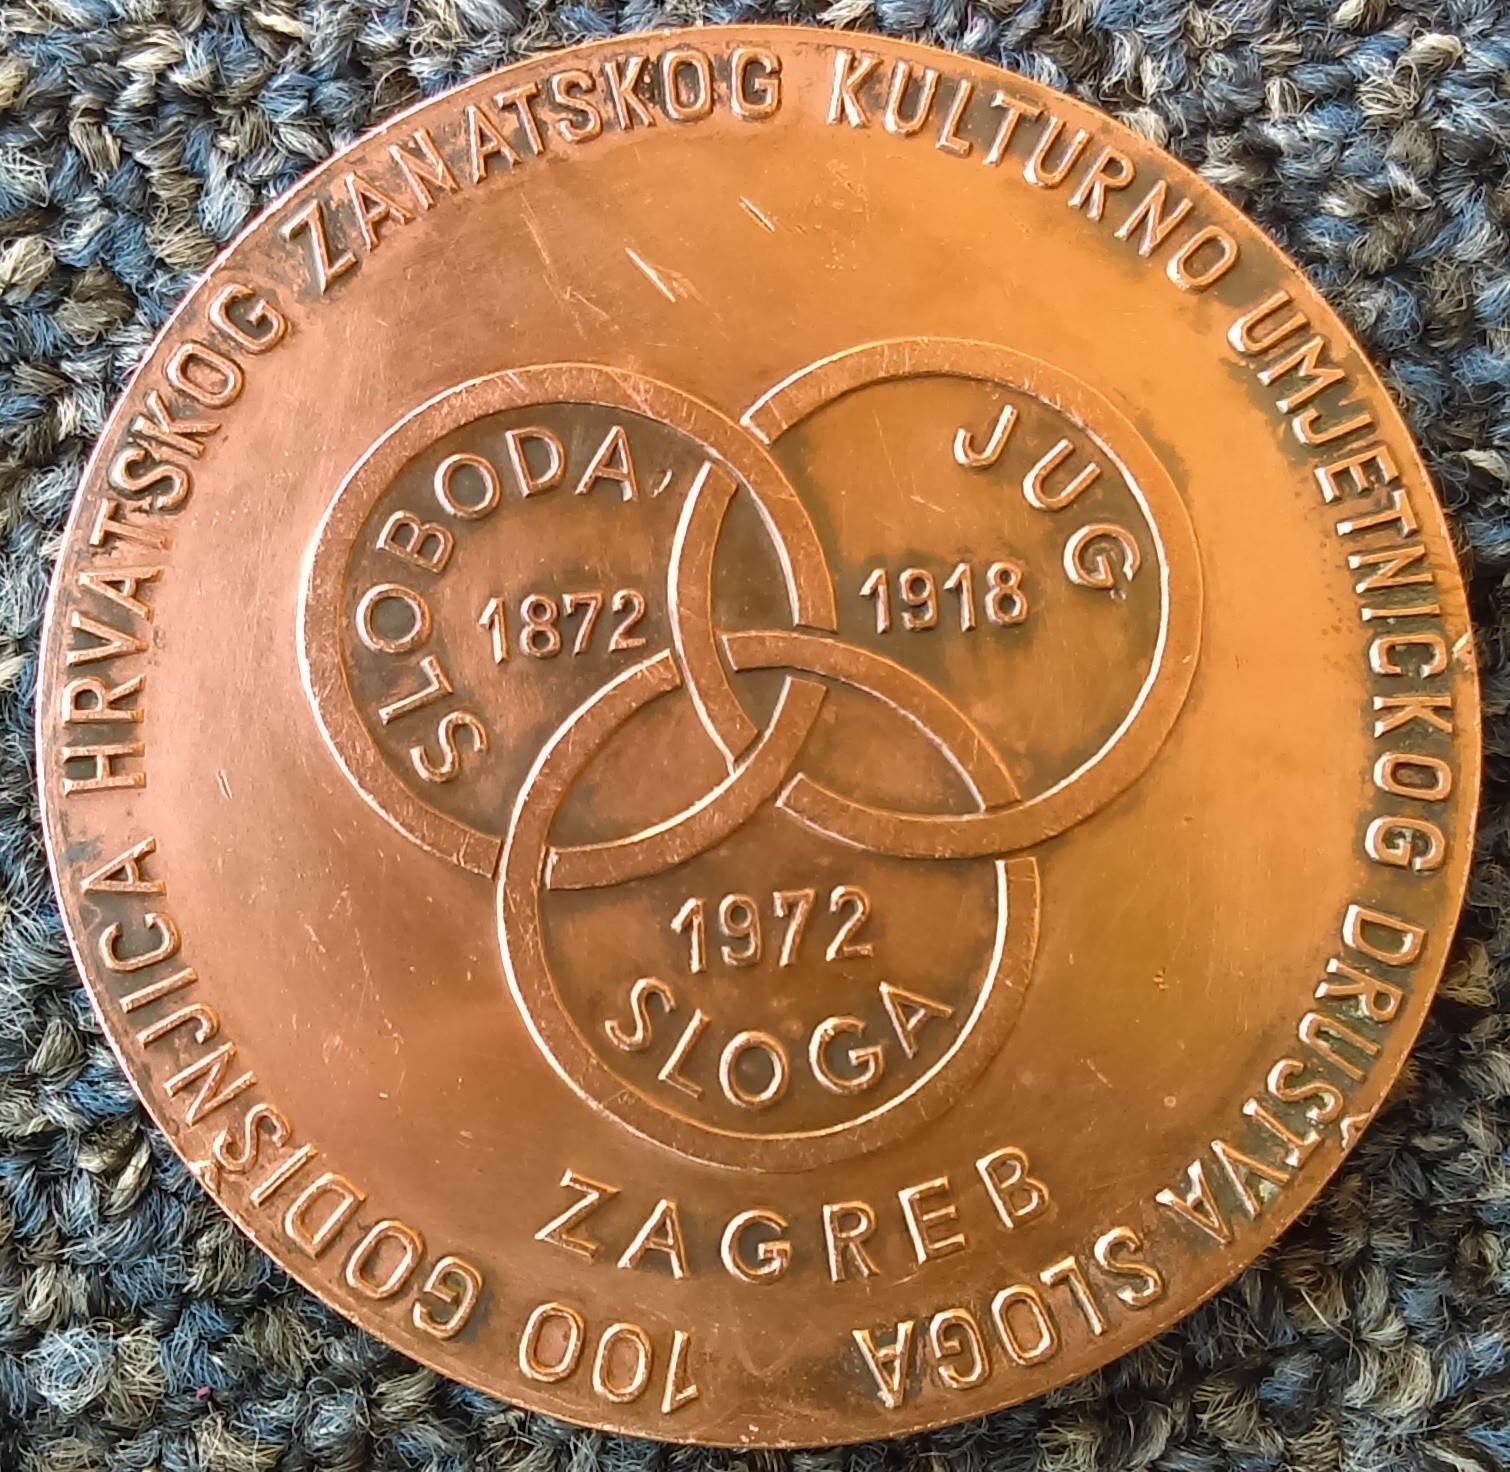 100 GODIŠNJICA HRVATSKOG ZANATSKOG KULTURNO UMJETNIČKOG DRUŠTVA SLOGA
SLOBODA,
1872
JUG
1918
1972
SLOGA
ZAGREB